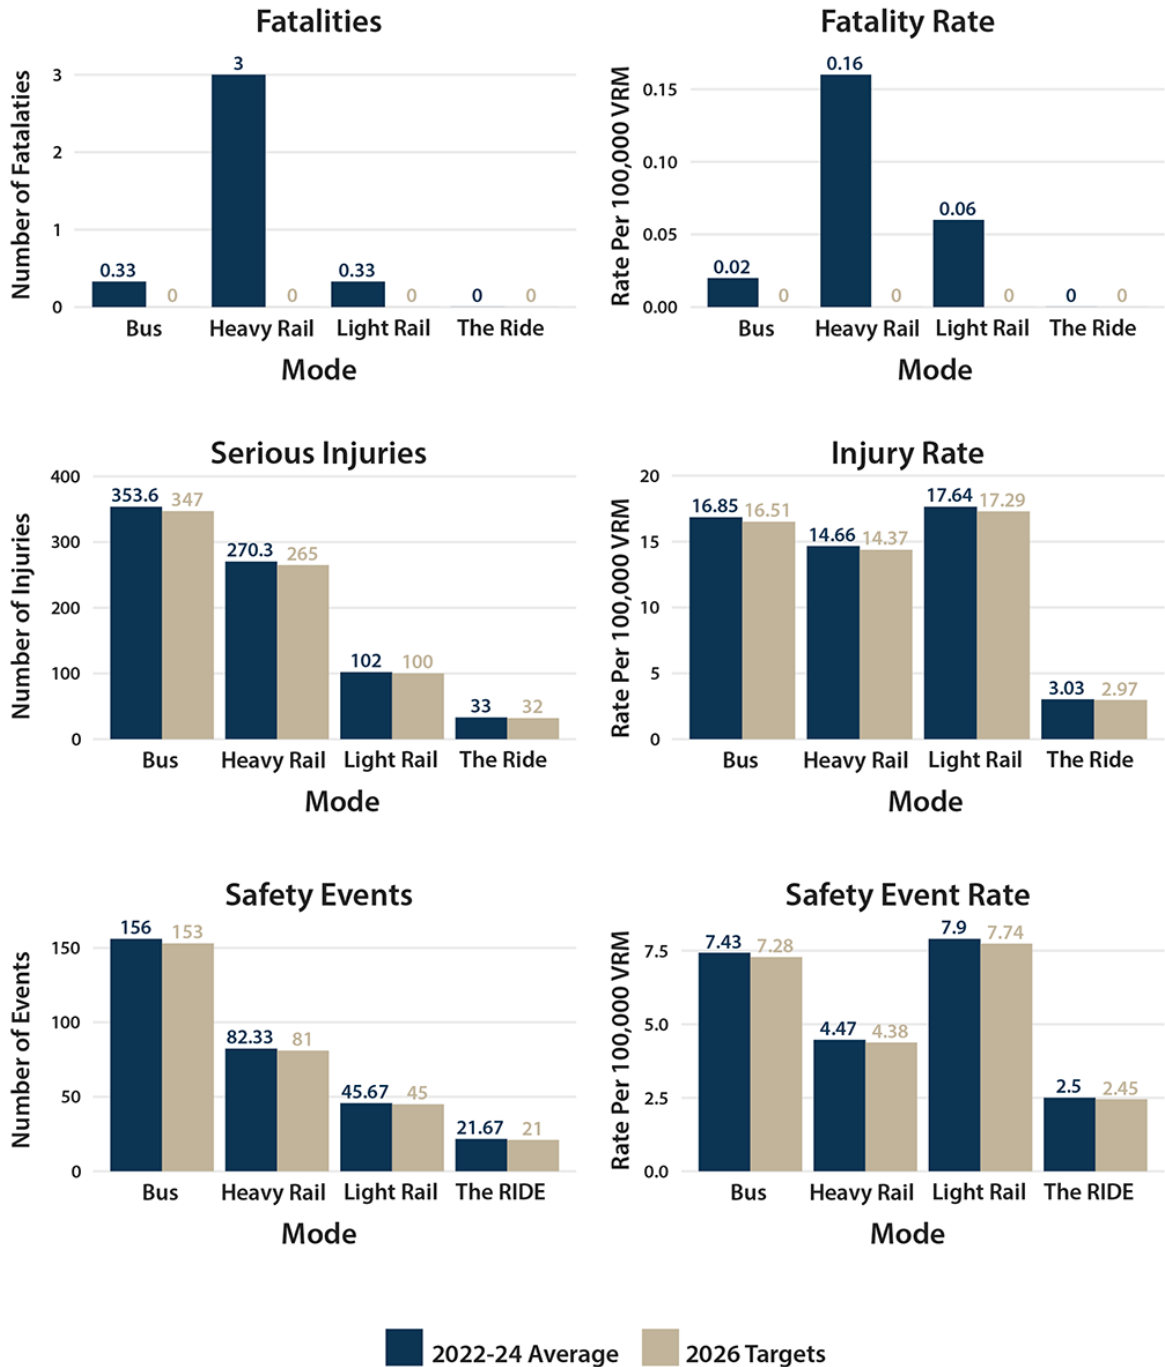 Fatalities
Number of Fatalaties
3
2
1
0
0.33
0
3
0
0.33
0
0
0
Bus
Heavy Rail
Light Rail
The Ride
Mode
Fatality Rate
Rate Per 100,000 VRM
0.15
0.10
0.05
0.00
0.02
0
0.16
0
0.06
0
0
0
Bus
Heavy Rail
Light Rail
The Ride
Mode
Serious Injuries
Number of Injuries
400
300
200
100
0
353.6
347
270.3
265
102
100
33
32
Bus
Heavy Rail
Light Rail
The Ride
Mode
Injury Rate
Rate Per 100,000 VRM
20
15
10
5
0
16.85
16.51
14.66
14.37
17.64
17.29
3.03
2.97
Bus
Heavy Rail
Light Rail
The Ride
Mode
Safety Events
Number of Events
150
100
50
0
156
153
82.33
81
45.67
45
21.67
21
Bus
Heavy Rail
Light Rail
The RIDE
Mode
Safety Event Rate
Rate Per 100,000 VRM
7.5
5.0
2.5
0.0
7.43
7.28
4.47
4.38
7.9
7.74
2.5
2.45
Bus
Heavy Rail
Light Rail
The RIDE
Mode
2022-24 Average
2026 Targets